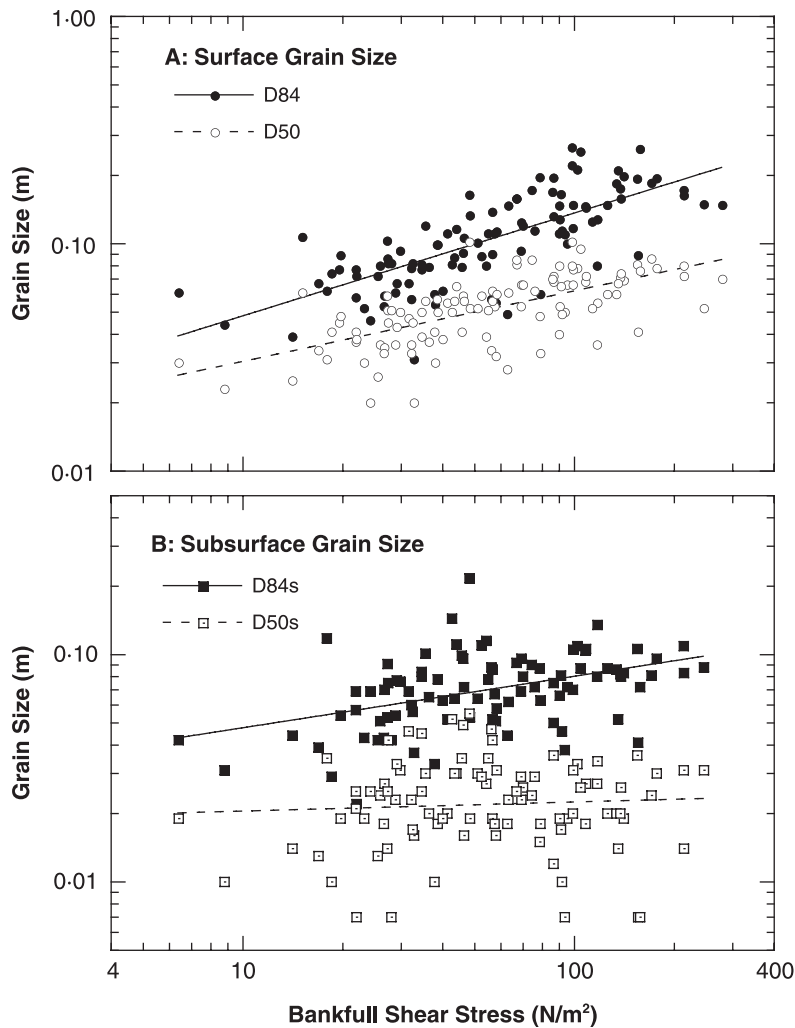 1·00
A: Surface Grain Size
D84
D50
Grain Size (m)
0·10
0·01
B: Subsurface Grain Size
D84s
D50s
Grain Size (m)
0·10
0·01
4 10 100 400
Bankfull Shear Stress (N/m²)